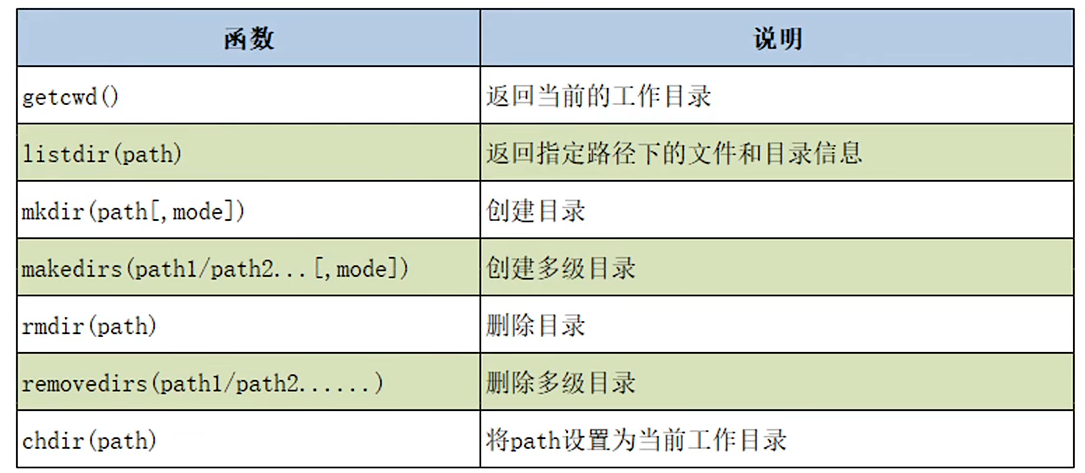 函数 说明
getcwd() 返回当前的工作目录
listdir(path) 返回指定路径下的文件和目录信息
mkdir(path[,mode]) 创建目录
makedirs(path1/path2...[,mode]) 创建多级目录
rmdir(path) 删除目录
removedirs(path1/path2......) 删除多级目录
chdir(path) 将path设置为当前工作目录